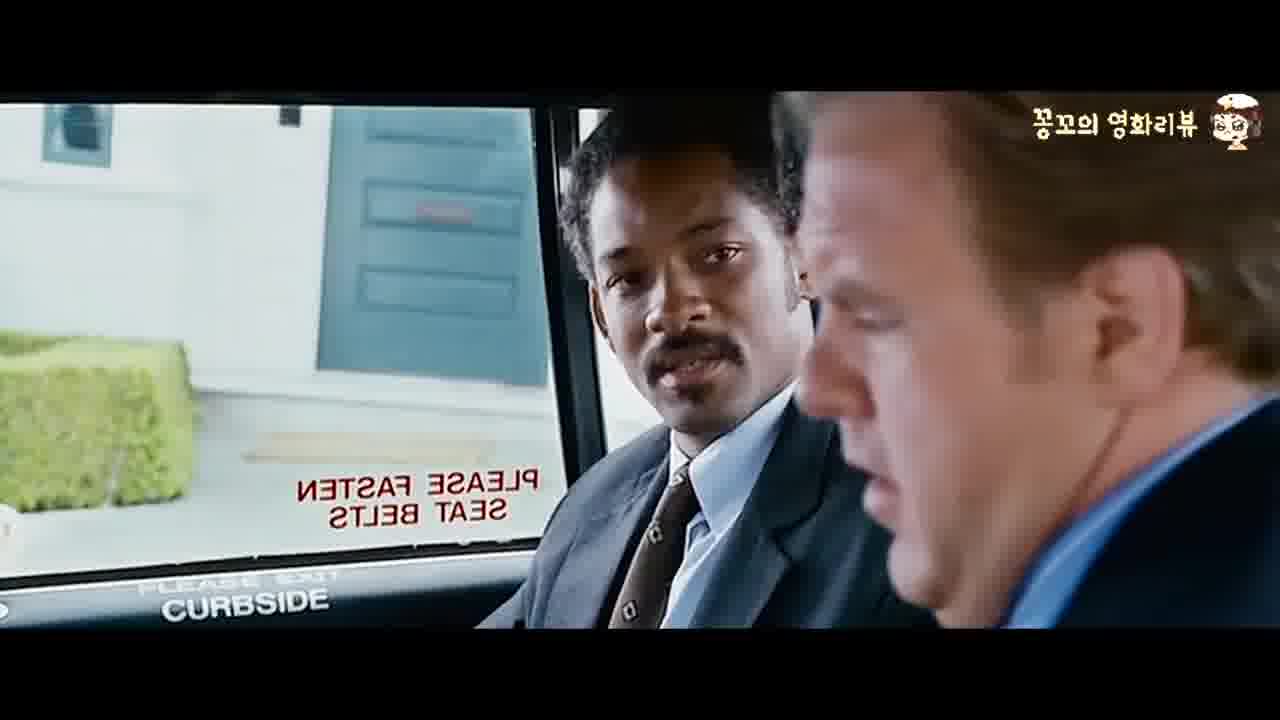 꽁꼬의 영화리뷰
PLEASE FASTEN
SEAT BELTS
PLEASE EXIT
CURBSIDE